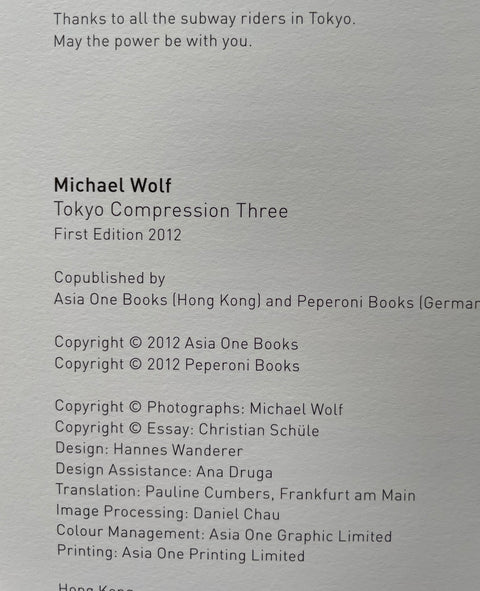 Thanks to all the subway riders in Tokyo.
May the power be with you.
Michael Wolf
Tokyo Compression Three
First Edition 2012
Copublished by
Asia One Books (Hong Kong) and Peperoni Books (German
Copyright © 2012 Asia One Books
Copyright © 2012 Peperoni Books
Copyright © Photographs: Michael Wolf
Copyright © Essay: Christian Schüle
Design: Hannes Wanderer
Design Assistance: Ana Druga
Translation: Pauline Cumbers, Frankfurt am Main
Image Processing: Daniel Chau
Colour Management: Asia One Graphic Limited
Printing: Asia One Printing Limited
Hong Kong